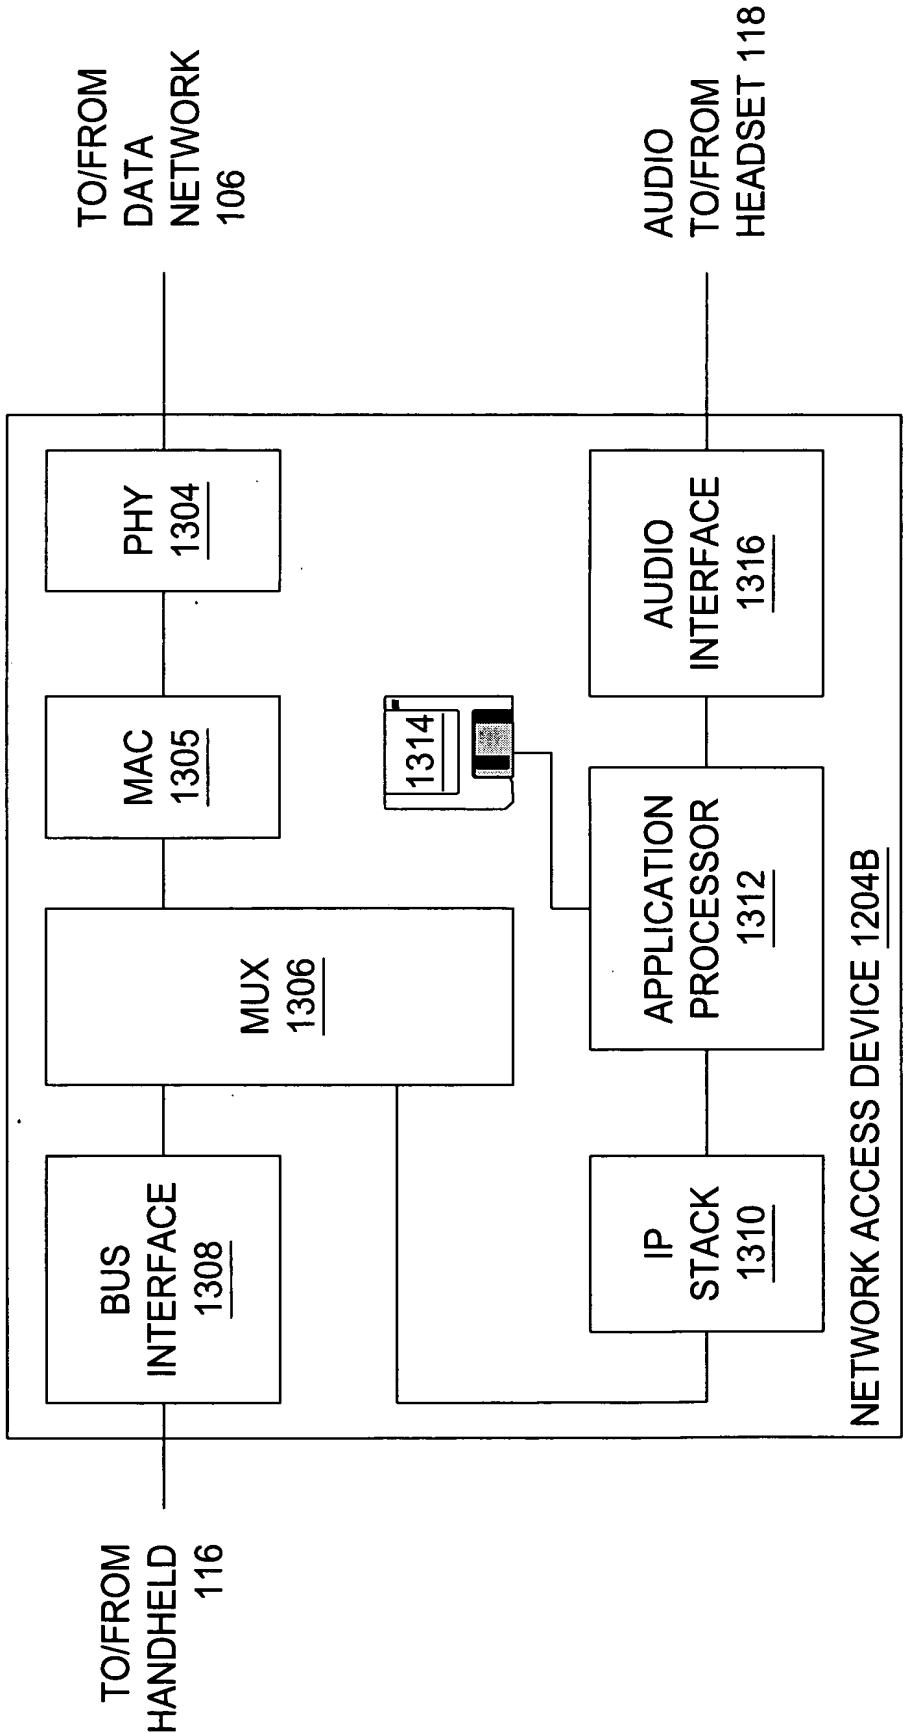 TO/FROM
HANDHELD
116
BUS
INTERFACE
1308
MUX
1306
MAC
1305
PHY
1304
TO/FROM
DATA
NETWORK
106
1314
IP
STACK
1310
APPLICATION
PROCESSOR
1312
AUDIO
INTERFACE
1316
AUDIO
TO/FROM
HEADSET 118
NETWORK ACCESS DEVICE 1204B